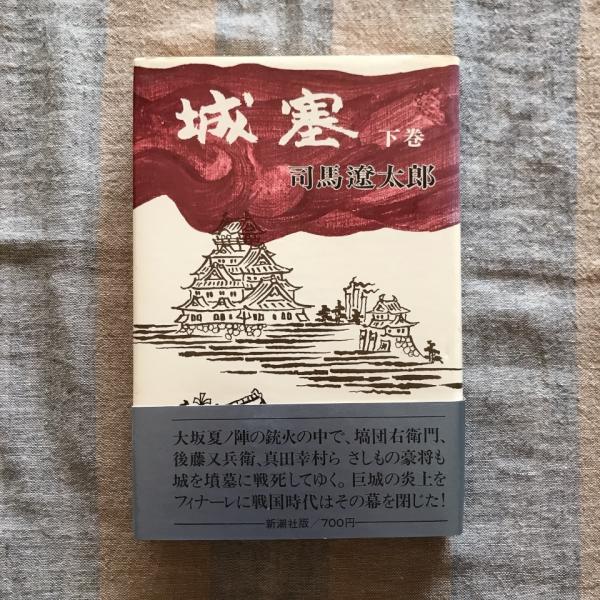 城塞 下巻
司馬遼太郎
大坂夏ノ陣の銃火の中で、塙団右衛門、
後藤又兵衛、真田幸村ら さしもの豪将も
城を墳墓に戦死してゆく。巨城の炎上を
フィナーレに戦国時代はその幕を閉じた!
新潮社版/700円